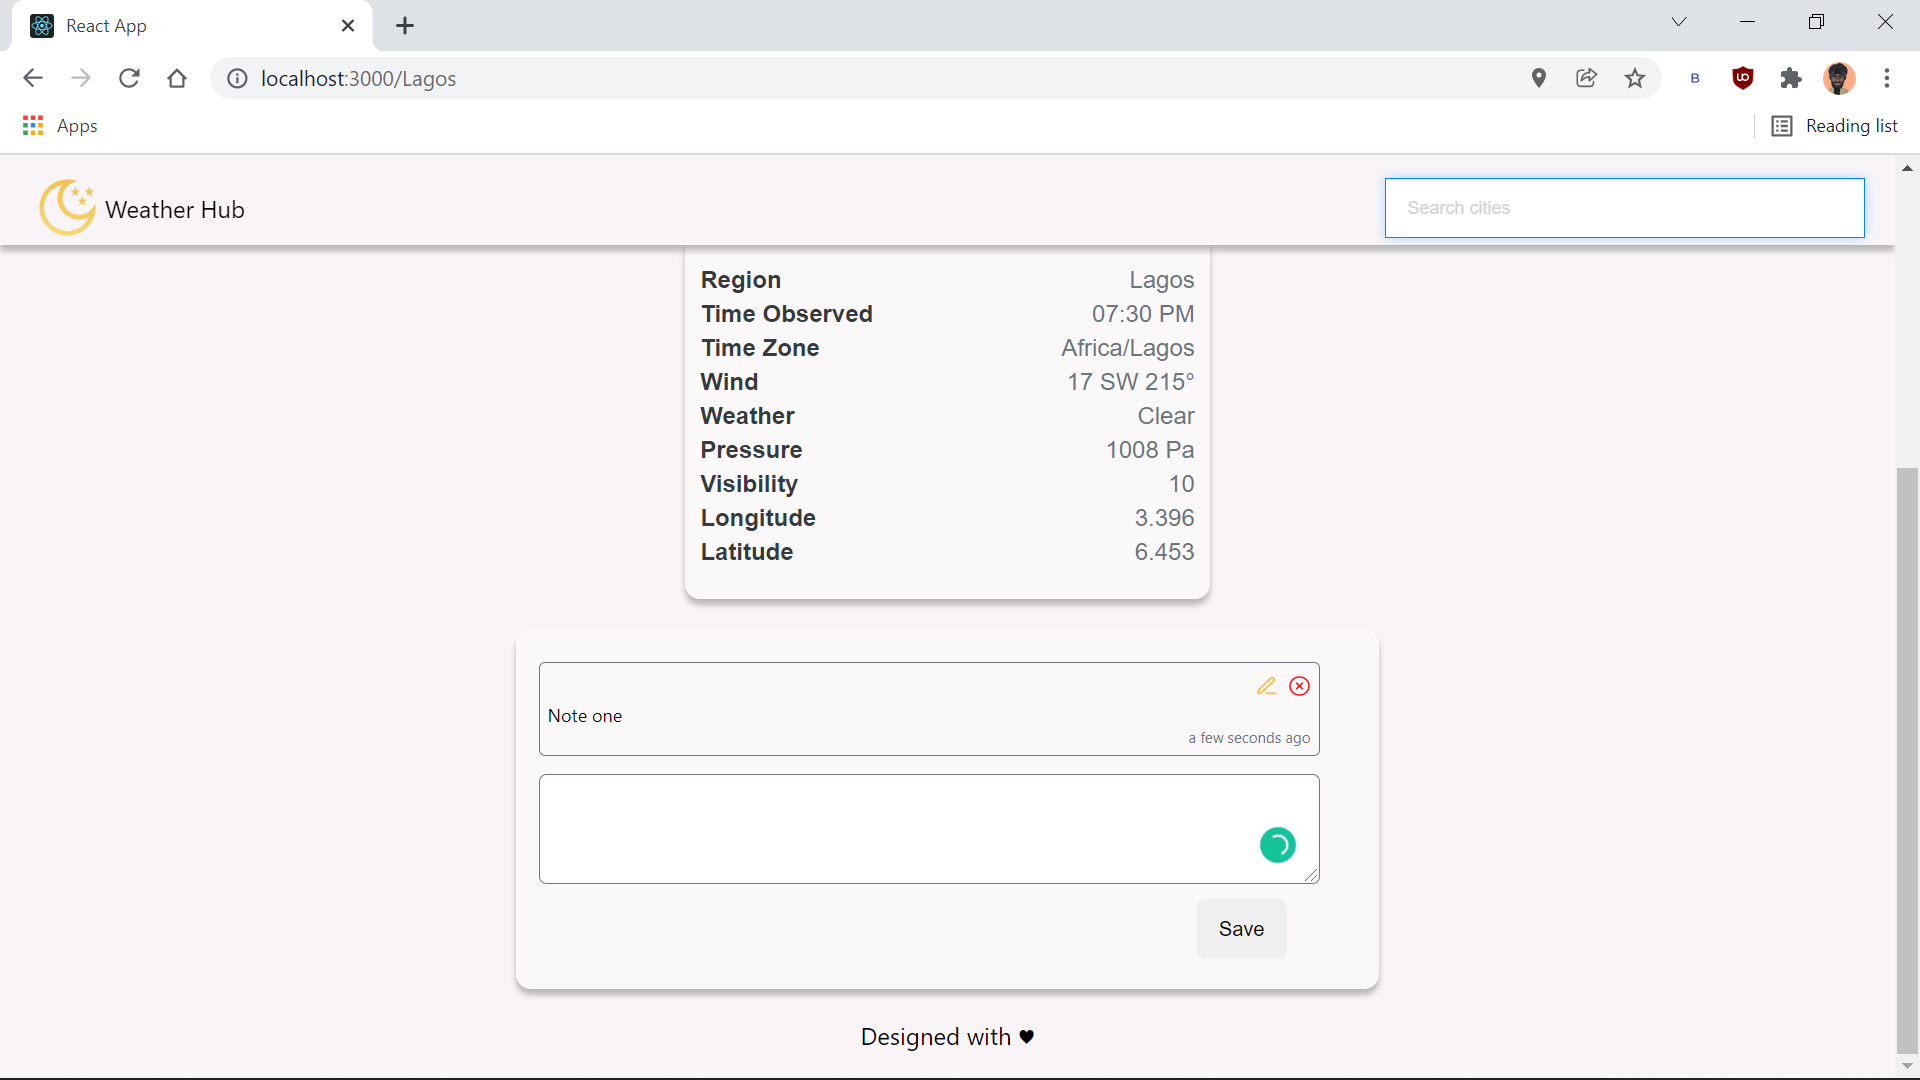 React App
localhost:3000/Lagos
B
UO
Apps
Reading list
Weather Hub
Search cities
Region Lagos
Time Observed 07:30 PM
Time Zone Africa/Lagos
Wind 17 SW 215°
Weather Clear
Pressure 1008 Pa
Visibility 10
Longitude 3.396
Latitude 6.453
Note one
a few seconds ago
Save
Designed with ♥